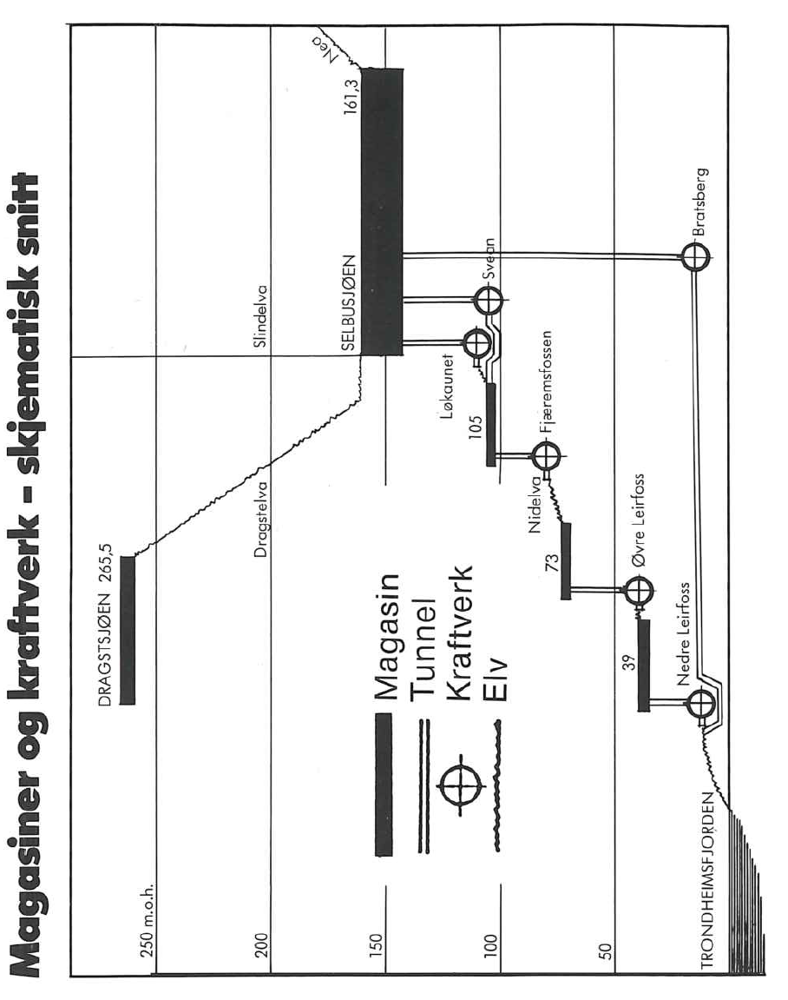 Magasiner og kraftverk – skjematisk snitt
250 m.o.h.
200
150
100
50
DRAGSTSJØEN 265,5
Dragstelva
Slindelva
SELBUSJØEN
161,3
Nea
Magasin
Tunnel
Kraftverk
Elv
Løkaunet
Svean
105
Fjæremsfossen
Nidelva
73
Øvre Leirfoss
39
Nedre Leirfoss
Bratsberg
TRONDHEIMSFJORDEN